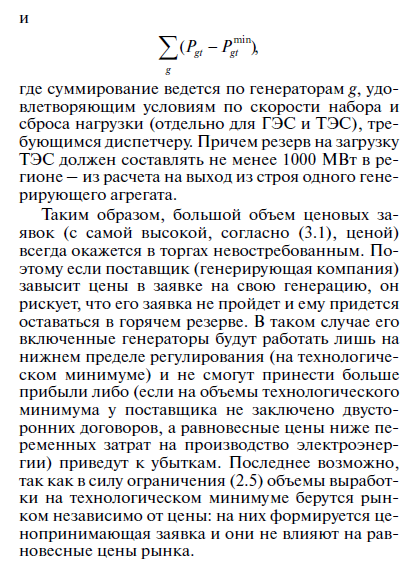 и
∑ (P_gt − P_gt^min),
g
где суммирование ведется по генераторам g, удо-
влетворяющим условиям по скорости набора и
сброса нагрузки (отдельно для ГЭС и ТЭС), тре-
бующимся диспетчеру. Причем резерв на загрузку
ТЭС должен составлять не менее 1000 МВт в ре-
гионе – из расчета на выход из строя одного гене-
рирующего агрегата.
Таким образом, большой объем ценовых за-
явок (с самой высокой, согласно (3.1), ценой)
всегда окажется в торгах невостребованным. По-
этому если поставщик (генерирующая компания)
завысит цены в заявке на свою генерацию, он
рискует, что его заявка не пройдет и ему придется
оставаться в горячем резерве. В таком случае его
включенные генераторы будут работать лишь на
нижнем пределе регулирования (на технологиче-
ском минимуме) и не смогут принести больше
прибыли либо (если на объемы технологического
минимума у поставщика не заключено двусто-
ронних договоров, а равновесные цены ниже пе-
ременных затрат на производство электроэнер-
гии) приведут к убыткам. Последнее возможно,
так как в силу ограничения (2.5) объемы выработ-
ки на технологическом минимуме берутся рын-
ком независимо от цены: на них формируется це-
нопринимающая заявка и они не влияют на рав-
новесные цены рынка.